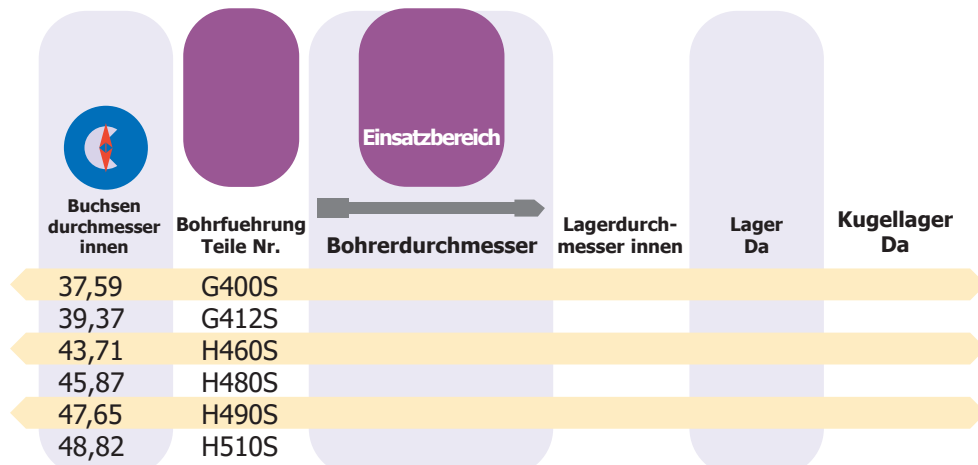 Einsatzbereich
Buchsen
durchmesser
innen
Bohrfuehrung
Teile Nr.
Bohrerdurchmesser
Lagerdurch-
messer innen
Lager
Da
Kugellager
Da
37,59 G400S
39,37 G412S
43,71 H460S
45,87 H480S
47,65 H490S
48,82 H510S